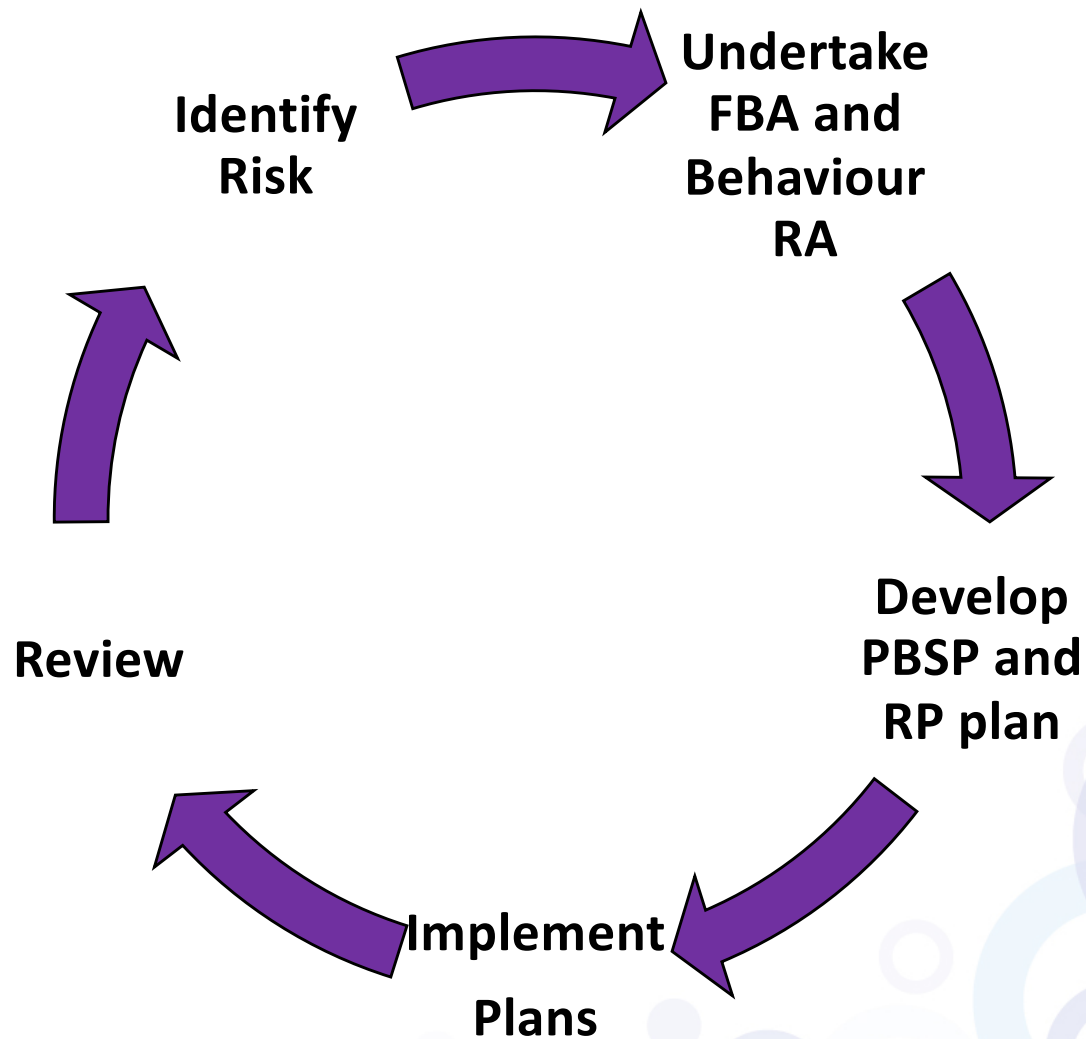 Identify
Risk
Undertake
FBA and
Behaviour
RA
Develop
PBSP and
RP plan
Implement
Plans
Review